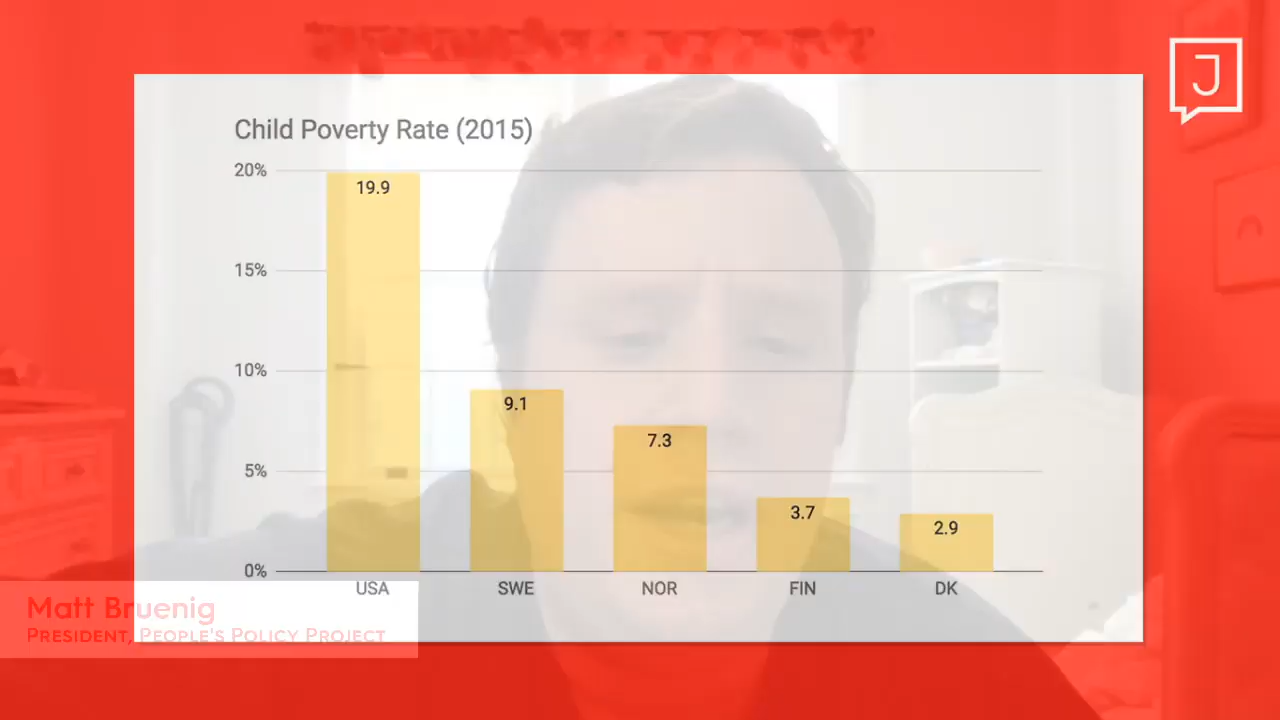 J
Child Poverty Rate (2015)
20%
19.9
15%
10%
9.1
7.3
5%
3.7
2.9
0%
USA SWE NOR FIN DK
Matt Bruenig
PRESIDENT, PEOPLE'S POLICY PROJECT